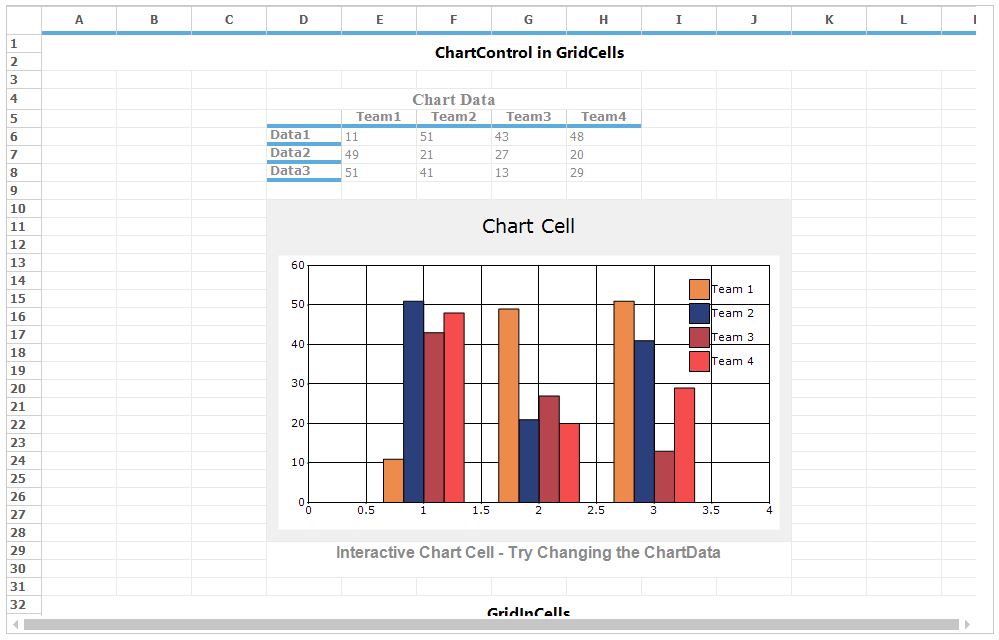 A B C D E F G H I J K L
1 ChartControl in GridCells
2
3
4 Chart Data
5 Team1 Team2 Team3 Team4
6 Data1 11 51 43 48
7 Data2 49 21 27 20
8 Data3 51 41 13 29
9
10
11 Chart Cell
12
13 60
14 Team 1
15 50
16 Team 2
17 40 Team 3
18 Team 4
19
20 30
21
22 20
23
24 10
25
26 0
27 0 0.5 1 1.5 2 2.5 3 3.5 4
28
29 Interactive Chart Cell - Try Changing the ChartData
30
31
32 GridInCells